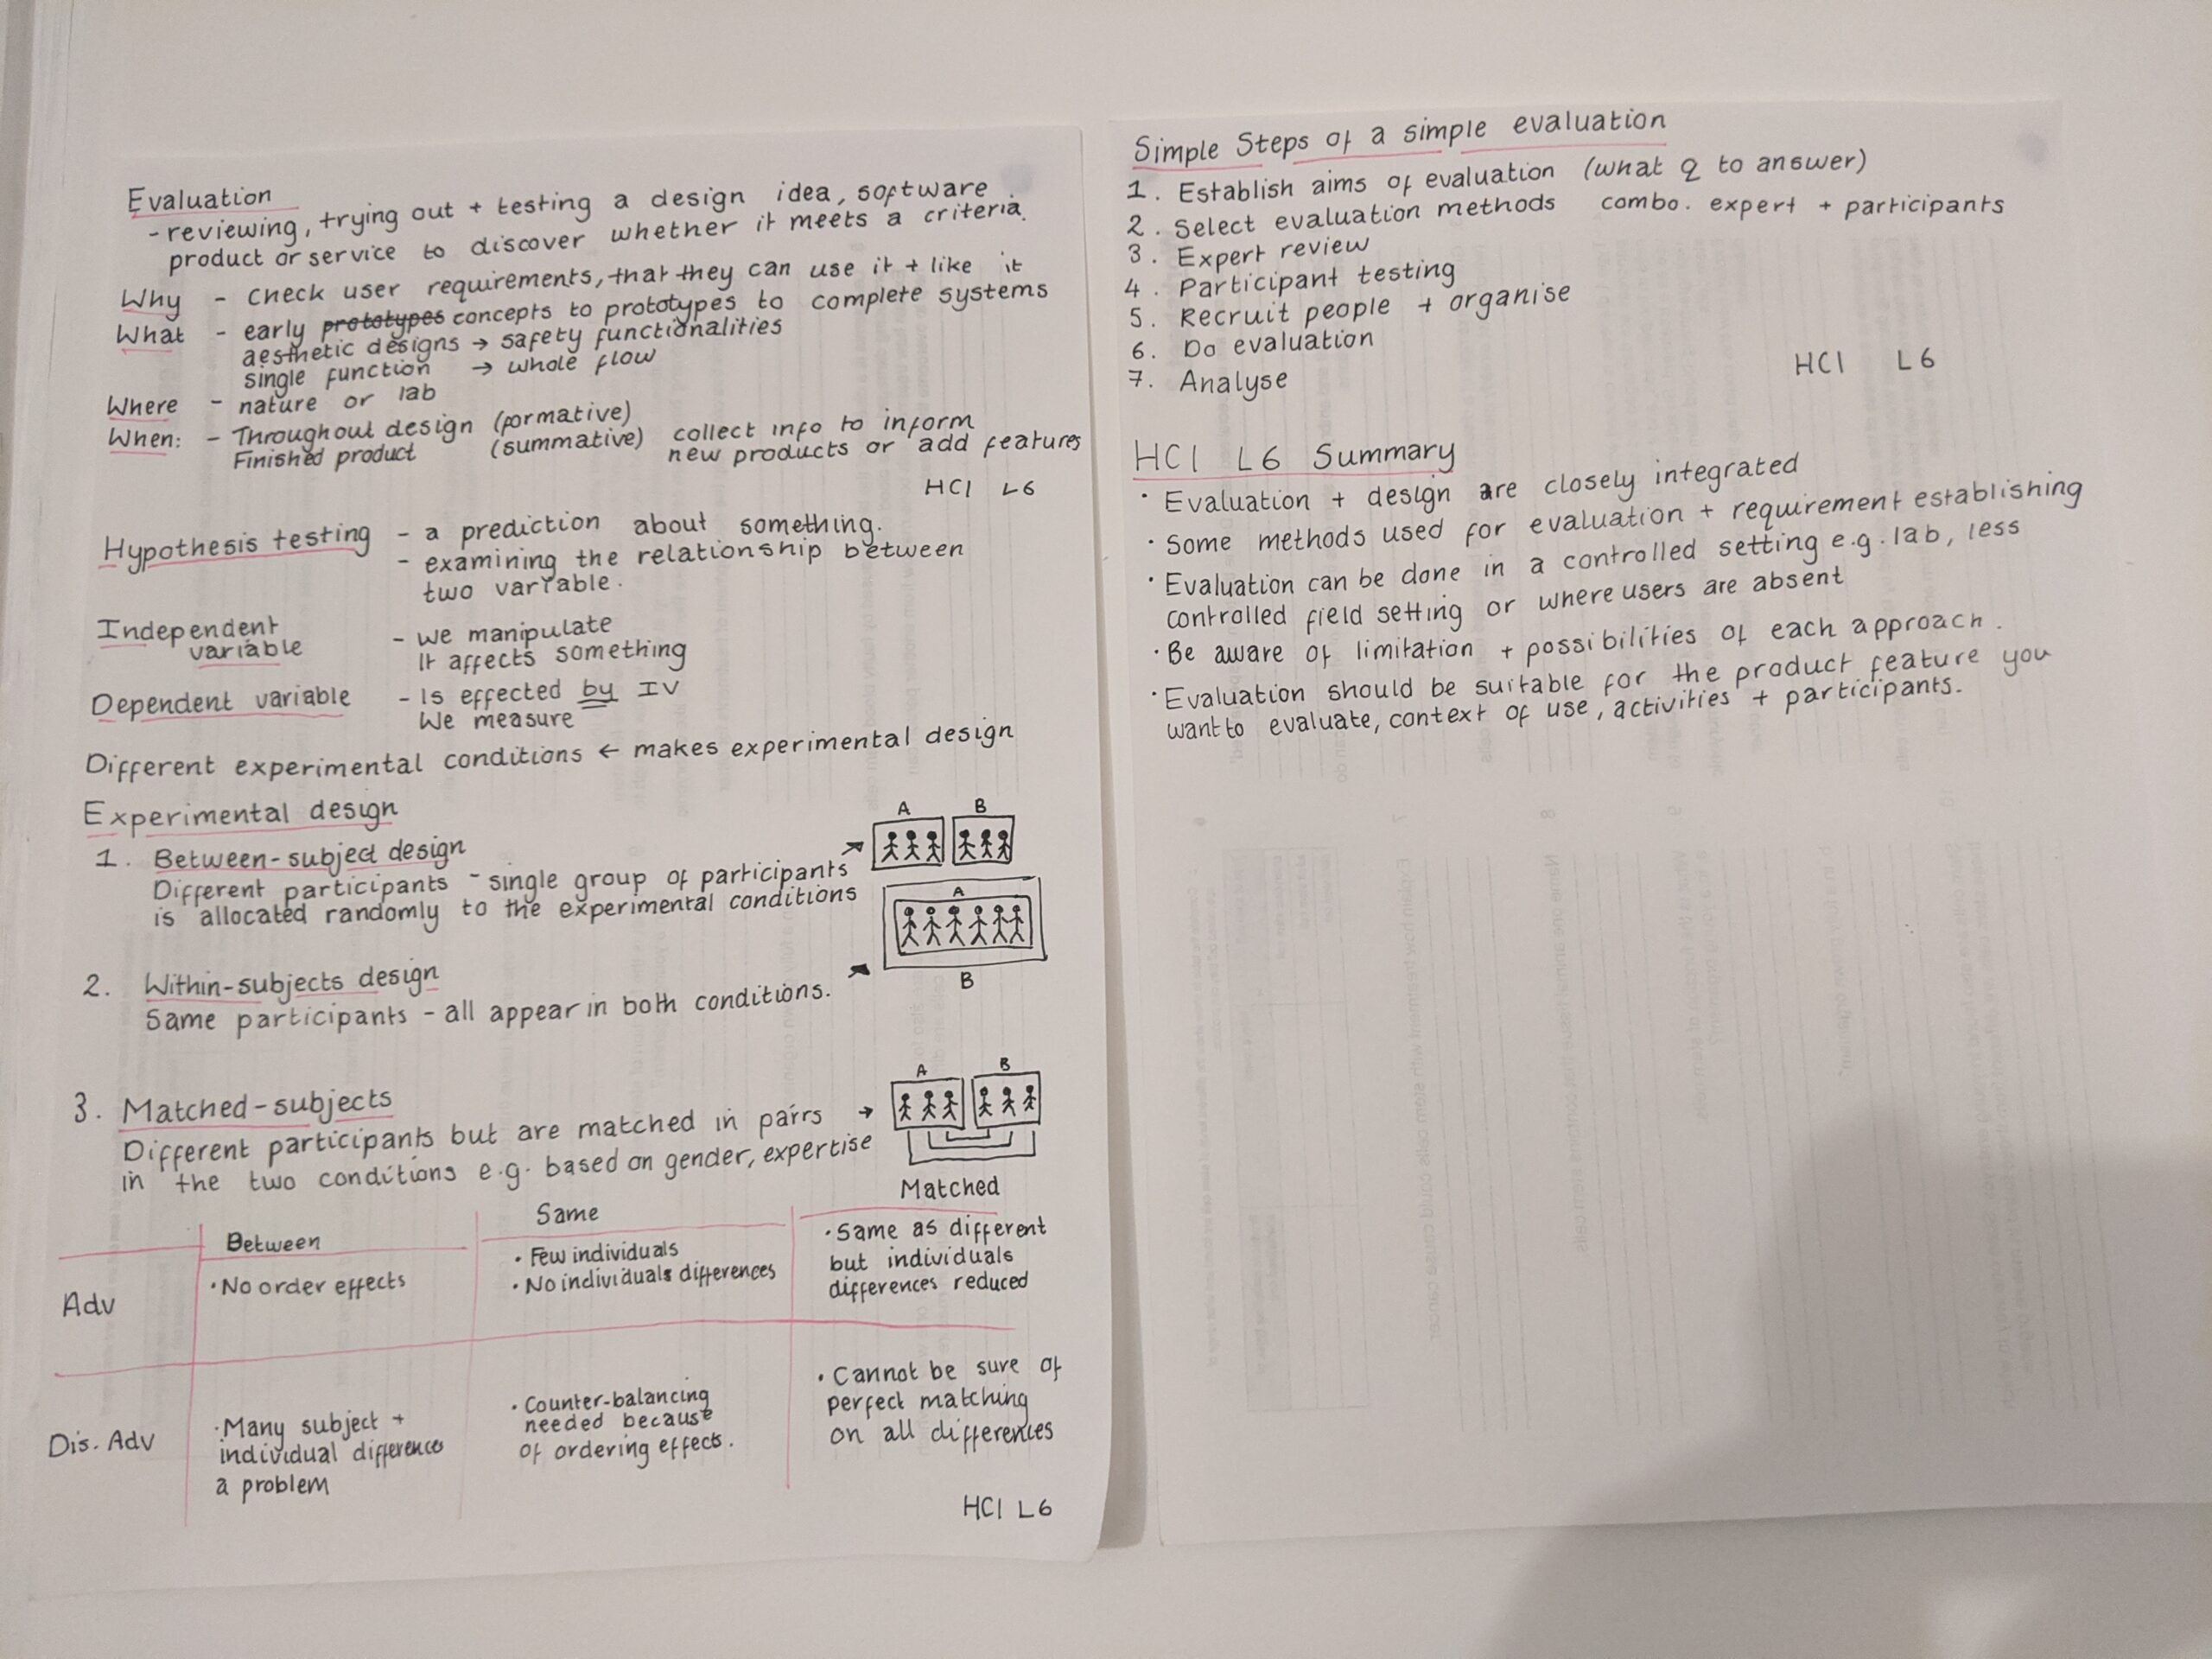 Evaluation
- reviewing, trying out + testing a design idea, software
product or service to discover whether it meets a criteria.
Why - check user requirements, that they can use it + like it
What - early prototypes concepts to prototypes to complete systems
aesthetic designs → safety functionalities
single function → whole flow
Where - nature or lab
When: - Throughout design (formative)
Finished product (summative) collect info to inform
new products or add features
HCI L6
Hypothesis testing - a prediction about something.
- examining the relationship between
two variable.
Independent
variable
- we manipulate
It affects something
Dependent variable - Is effected by IV
We measure
Different experimental conditions ← makes experimental design
Experimental design
1. Between-subject design
Different participants - single group of participants
is allocated randomly to the experimental conditions
A B
A
B
2. Within-subjects design
Same participants - all appear in both conditions.
3. Matched-subjects
Different participants but are matched in pairs →
in the two conditions e.g. based on gender, expertise
A B
Between Same Matched
Adv
· No order effects
· Few individuals
· No individuals differences
· Same as different
but individuals
differences reduced
Dis. Adv
· Many subject +
individual differences
a problem
· Counter-balancing
needed because
of ordering effects.
· Cannot be sure of
perfect matching
on all differences
HCI L6
Simple Steps of a simple evaluation
1. Establish aims of evaluation (what Q to answer)
2. Select evaluation methods combo. expert + participants
3. Expert review
4. Participant testing
5. Recruit people + organise
6. Do evaluation
7. Analyse
HCI L6
HCI L6 Summary
· Evaluation + design are closely integrated
· Some methods used for evaluation + requirement establishing
· Evaluation can be done in a controlled setting e.g. lab, less
controlled field setting or where users are absent
· Be aware of limitation + possibilities of each approach.
· Evaluation should be suitable for the product feature you
want to evaluate, context of use, activities + participants.